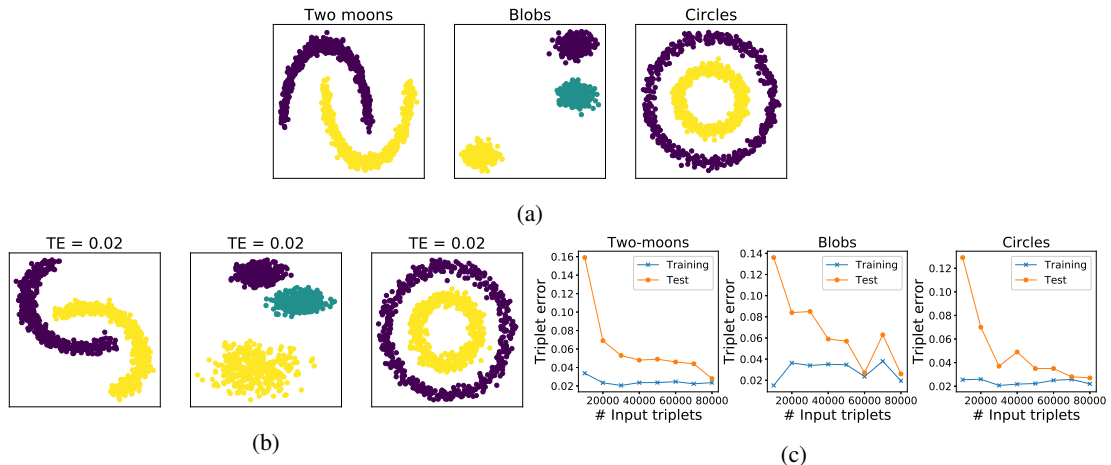 Two moons
Blobs
Circles
(a)
TE = 0.02
TE = 0.02
TE = 0.02
(b)
Two-moons
Triplet error
0.16
0.14
0.12
0.10
0.08
0.06
0.04
0.02
Training
Test
20000 40000 60000 80000
# Input triplets
Blobs
Triplet error
0.14
0.12
0.10
0.08
0.06
0.04
0.02
Training
Test
20000 40000 60000 80000
# Input triplets
Circles
Triplet error
0.12
0.10
0.08
0.06
0.04
0.02
Training
Test
20000 40000 60000 80000
# Input triplets
(c)